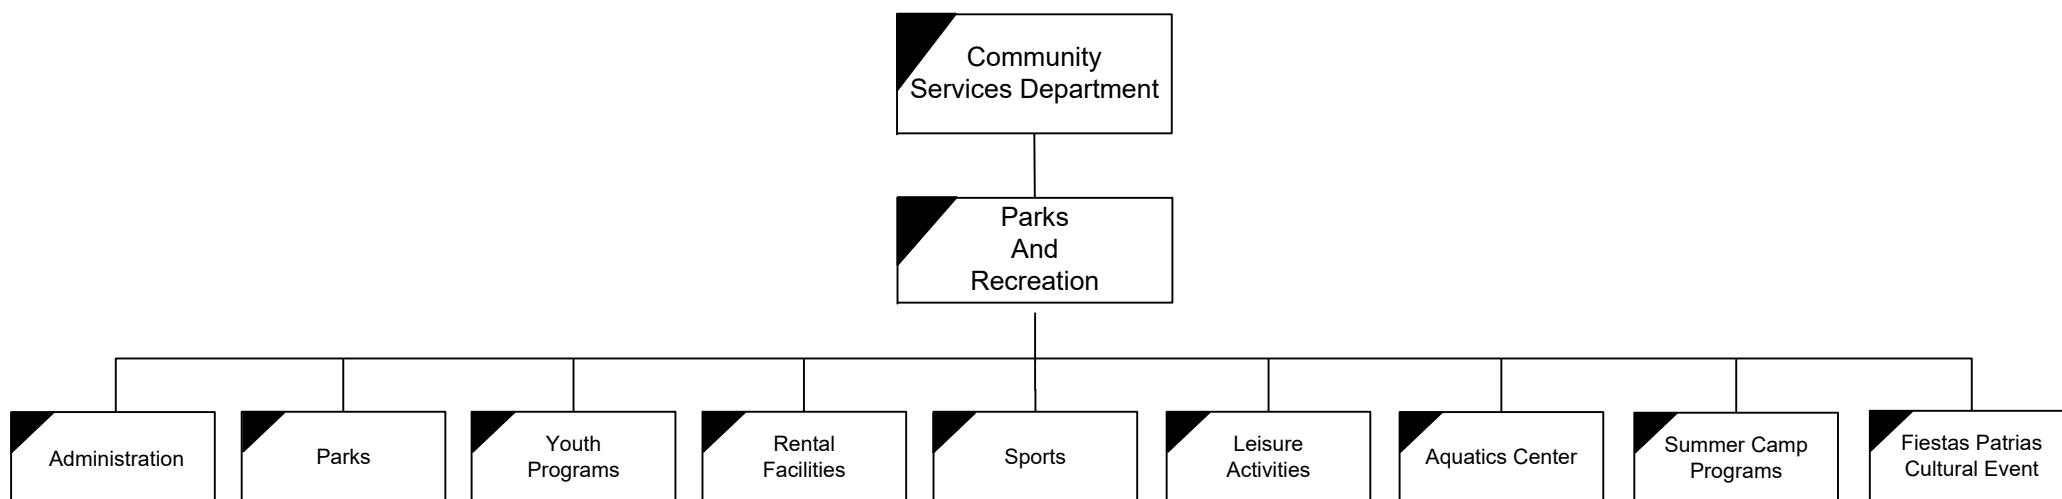 Community
Services Department
Parks
And
Recreation
Administration
Parks
Youth
Programs
Rental
Facilities
Sports
Leisure
Activities
Aquatics Center
Summer Camp
Programs
Fiestas Patrias
Cultural Event